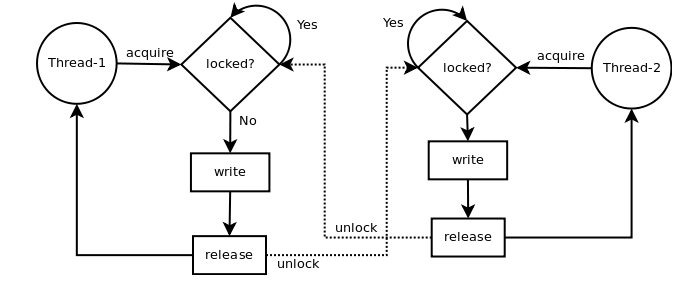 Yes
Yes
Thread-1
acquire
locked?
locked?
acquire
Thread-2
No
write
write
unlock
release
release
unlock